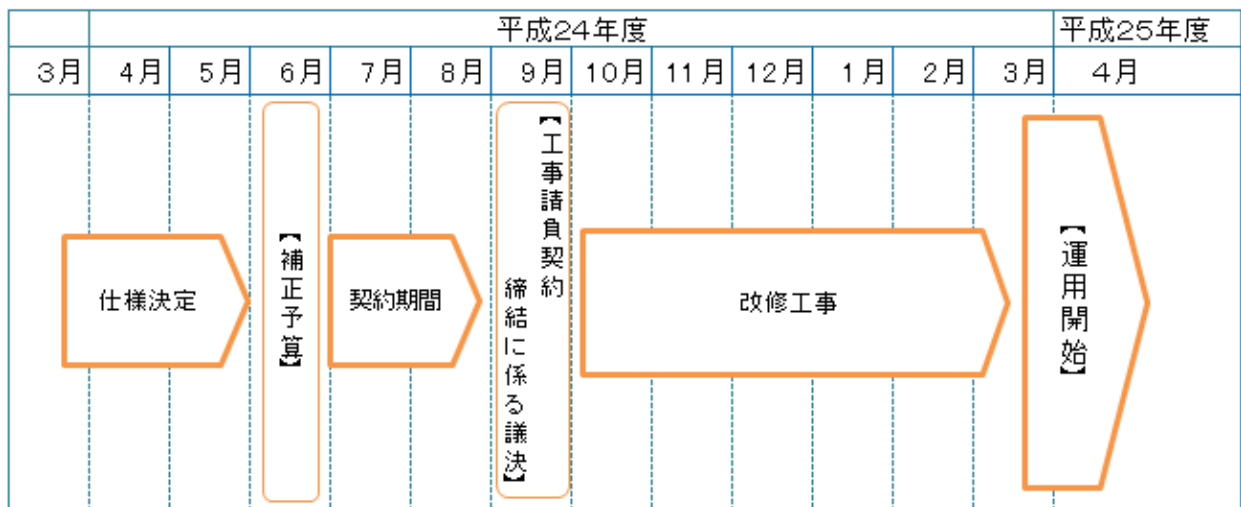 平成24年度
平成25年度
3月
4月
5月
6月
7月
8月
9月
10月
11月
12月
1月
2月
3月
4月
仕様決定
【補正予算】
契約期間
【工事請負契約
締結に係る議決】
改修工事
【運用開始】